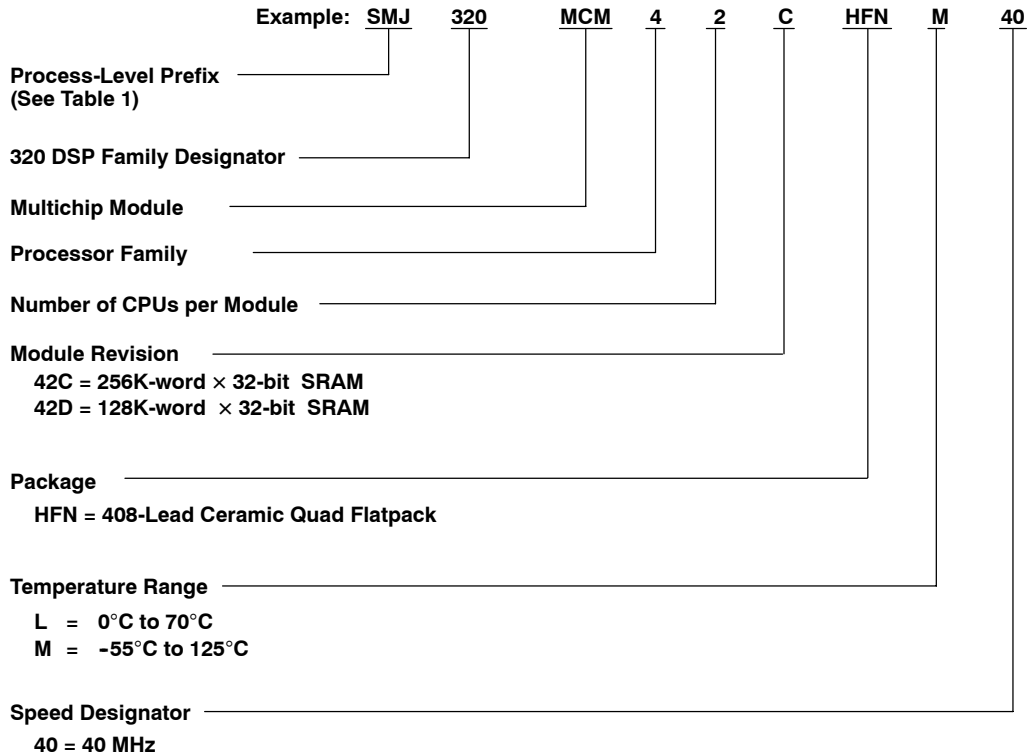 Example: SMJ 320 MCM 4 2 C HFN M 40
Process-Level Prefix
(See Table 1)
320 DSP Family Designator
Multichip Module
Processor Family
Number of CPUs per Module
Module Revision
42C = 256K-word × 32-bit SRAM
42D = 128K-word × 32-bit SRAM
Package
HFN = 408-Lead Ceramic Quad Flatpack
Temperature Range
L = 0°C to 70°C
M = -55°C to 125°C
Speed Designator
40 = 40 MHz